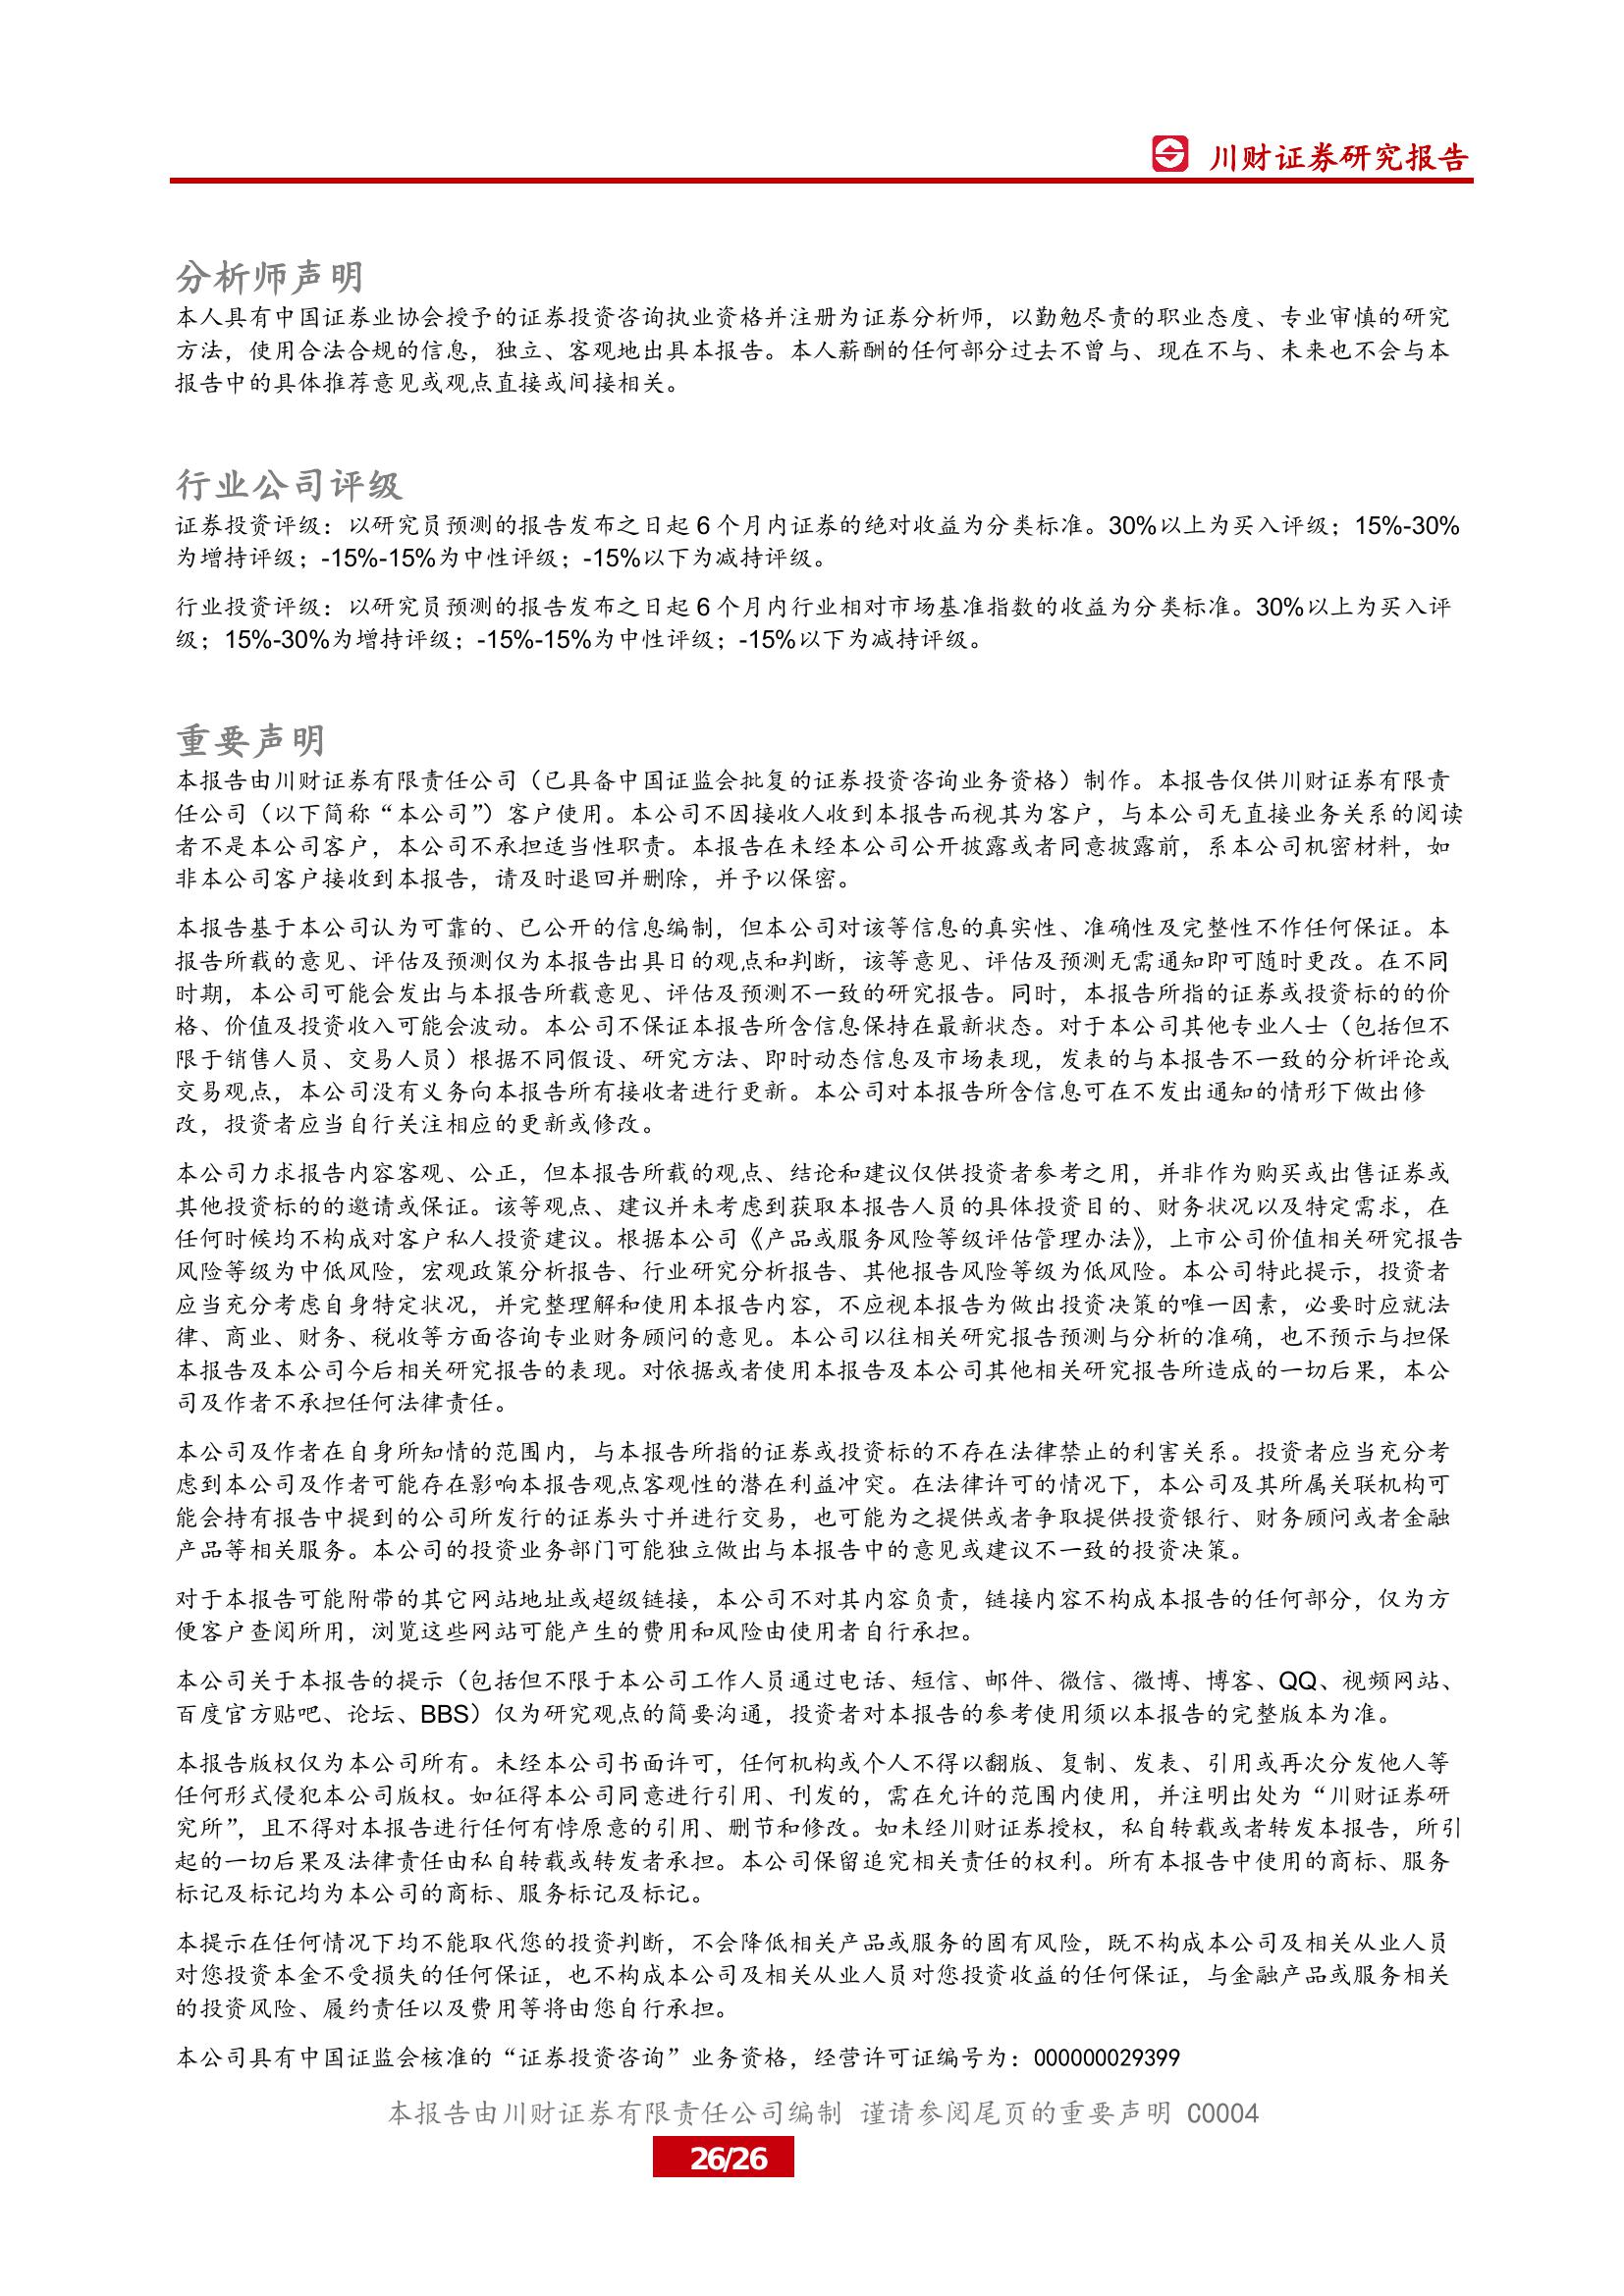 川财证券研究报告
分析师声明
本人具有中国证券业协会授予的证券投资咨询执业资格并注册为证券分析师，以勤勉尽责的职业态度、专业审慎的研究
方法，使用合法合规的信息，独立、客观地出具本报告。本人薪酬的任何部分过去不曾与、现在不与、未来也不会与本
报告中的具体推荐意见或观点直接或间接相关。
行业公司评级
证券投资评级：以研究员预测的报告发布之日起 6 个月内证券的绝对收益为分类标准。30%以上为买入评级；15%-30%
为增持评级；-15%-15%为中性评级；-15%以下为减持评级。
行业投资评级：以研究员预测的报告发布之日起 6 个月内行业相对市场基准指数的收益为分类标准。30%以上为买入评
级；15%-30%为增持评级；-15%-15%为中性评级；-15%以下为减持评级。
重要声明
本报告由川财证券有限责任公司（已具备中国证监会批复的证券投资咨询业务资格）制作。本报告仅供川财证券有限责
任公司（以下简称“本公司”）客户使用。本公司不因接收人收到本报告而视其为客户，与本公司无直接业务关系的阅读
者不是本公司客户，本公司不承担适当性职责。本报告在未经本公司公开披露或者同意披露前，系本公司机密材料，如
非本公司客户接收到本报告，请及时退回并删除，并予以保密。
本报告基于本公司认为可靠的、已公开的信息编制，但本公司对该等信息的真实性、准确性及完整性不作任何保证。本
报告所载的意见、评估及预测仅为本报告出具日的观点和判断，该等意见、评估及预测无需通知即可随时更改。在不同
时期，本公司可能会发出与本报告所载意见、评估及预测不一致的研究报告。同时，本报告所指的证券或投资标的的价
格、价值及投资收入可能会波动。本公司不保证本报告所含信息保持在最新状态。对于本公司其他专业人士（包括但不
限于销售人员、交易人员）根据不同假设、研究方法、即时动态信息及市场表现，发表的与本报告不一致的分析评论或
交易观点，本公司没有义务向本报告所有接收者进行更新。本公司对本报告所含信息可在不发出通知的情形下做出修
改，投资者应当自行关注相应的更新或修改。
本公司力求报告内容客观、公正，但本报告所载的观点、结论和建议仅供投资者参考之用，并非作为购买或出售证券或
其他投资标的的邀请或保证。该等观点、建议并未考虑到获取本报告人员的具体投资目的、财务状况以及特定需求，在
任何时候均不构成对客户私人投资建议。根据本公司《产品或服务风险等级评估管理办法》，上市公司价值相关研究报告
风险等级为中低风险，宏观政策分析报告、行业研究分析报告、其他报告风险等级为低风险。本公司特此提示，投资者
应当充分考虑自身特定状况，并完整理解和使用本报告内容，不应视本报告为做出投资决策的唯一因素，必要时应就法
律、商业、财务、税收等方面咨询专业财务顾问的意见。本公司以往相关研究报告预测与分析的准确，也不预示与担保
本报告及本公司今后相关研究报告的表现。对依据或者使用本报告及本公司其他相关研究报告所造成的一切后果，本公
司及作者不承担任何法律责任。
本公司及作者在自身所知情的范围内，与本报告所指的证券或投资标的不存在法律禁止的利害关系。投资者应当充分考
虑到本公司及作者可能存在影响本报告观点客观性的潜在利益冲突。在法律许可的情况下，本公司及其所属关联机构可
能会持有报告中提到的公司所发行的证券头寸并进行交易，也可能为之提供或者争取提供投资银行、财务顾问或者金融
产品等相关服务。本公司的投资业务部门可能独立做出与本报告中的意见或建议不一致的投资决策。
对于本报告可能附带的其它网站地址或超级链接，本公司不对其内容负责，链接内容不构成本报告的任何部分，仅为方
便客户查阅所用，浏览这些网站可能产生的费用和风险由使用者自行承担。
本公司关于本报告的提示（包括但不限于本公司工作人员通过电话、短信、邮件、微信、微博、博客、QQ、视频网站、
百度官方贴吧、论坛、BBS）仅为研究观点的简要沟通，投资者对本报告的参考使用须以本报告的完整版本为准。
本报告版权仅为本公司所有。未经本公司书面许可，任何机构或个人不得以翻版、复制、发表、引用或再次分发他人等
任何形式侵犯本公司版权。如征得本公司同意进行引用、刊发的，需在允许的范围内使用，并注明出处为“川财证券研
究所”，且不得对本报告进行任何有悖原意的引用、删节和修改。如未经川财证券授权，私自转载或者转发本报告，所引
起的一切后果及法律责任由私自转载或转发者承担。本公司保留追究相关责任的权利。所有本报告中使用的商标、服务
标记及标记均为本公司的商标、服务标记及标记。
本提示在任何情况下均不能取代您的投资判断，不会降低相关产品或服务的固有风险，既不构成本公司及相关从业人员
对您投资本金不受损失的任何保证，也不构成本公司及相关从业人员对您投资收益的任何保证，与金融产品或服务相关
的投资风险、履约责任以及费用等将由您自行承担。
本公司具有中国证监会核准的“证券投资咨询”业务资格，经营许可证编号为：000000029399
本报告由川财证券有限责任公司编制 谨请参阅尾页的重要声明 C0004
26/26